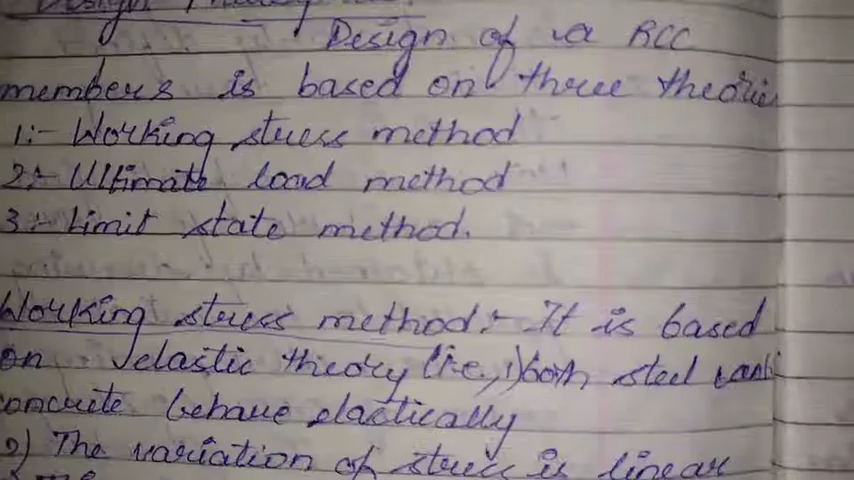 Design
Design of a RCC
members is based on three theories
1:- Working stress method
2:- Ultimate load method
3:- Limit state method.
Working stress method:- It is based
on elastic theory (i.e., 1) both steel and
concrete behave elactically
2) The variation of stress is linear